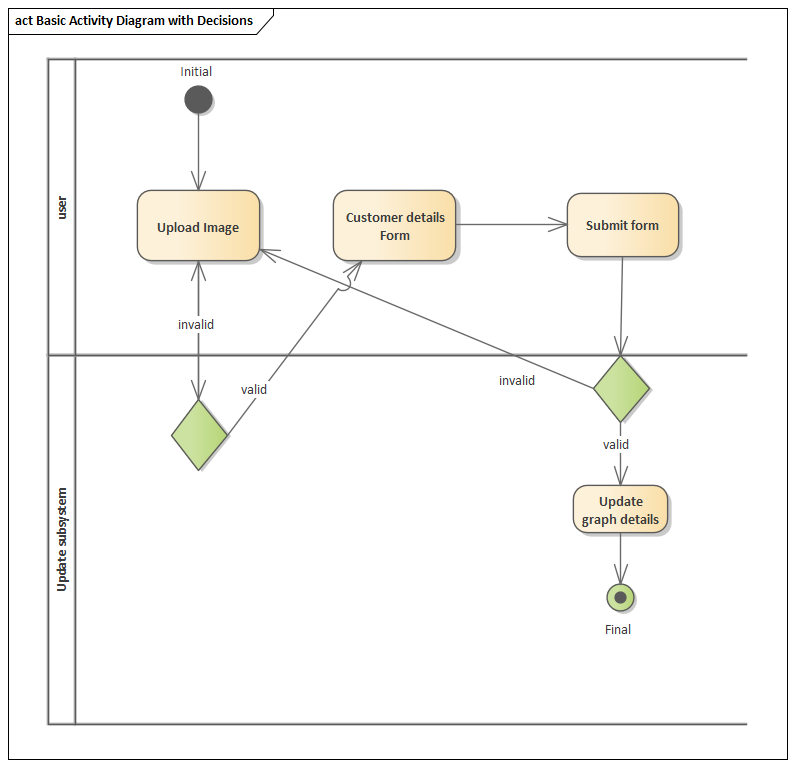 act Basic Activity Diagram with Decisions
Initial
user
Upload Image
Customer details
Form
Submit form
invalid
valid
invalid
valid
Update subsystem
Update
graph details
Final